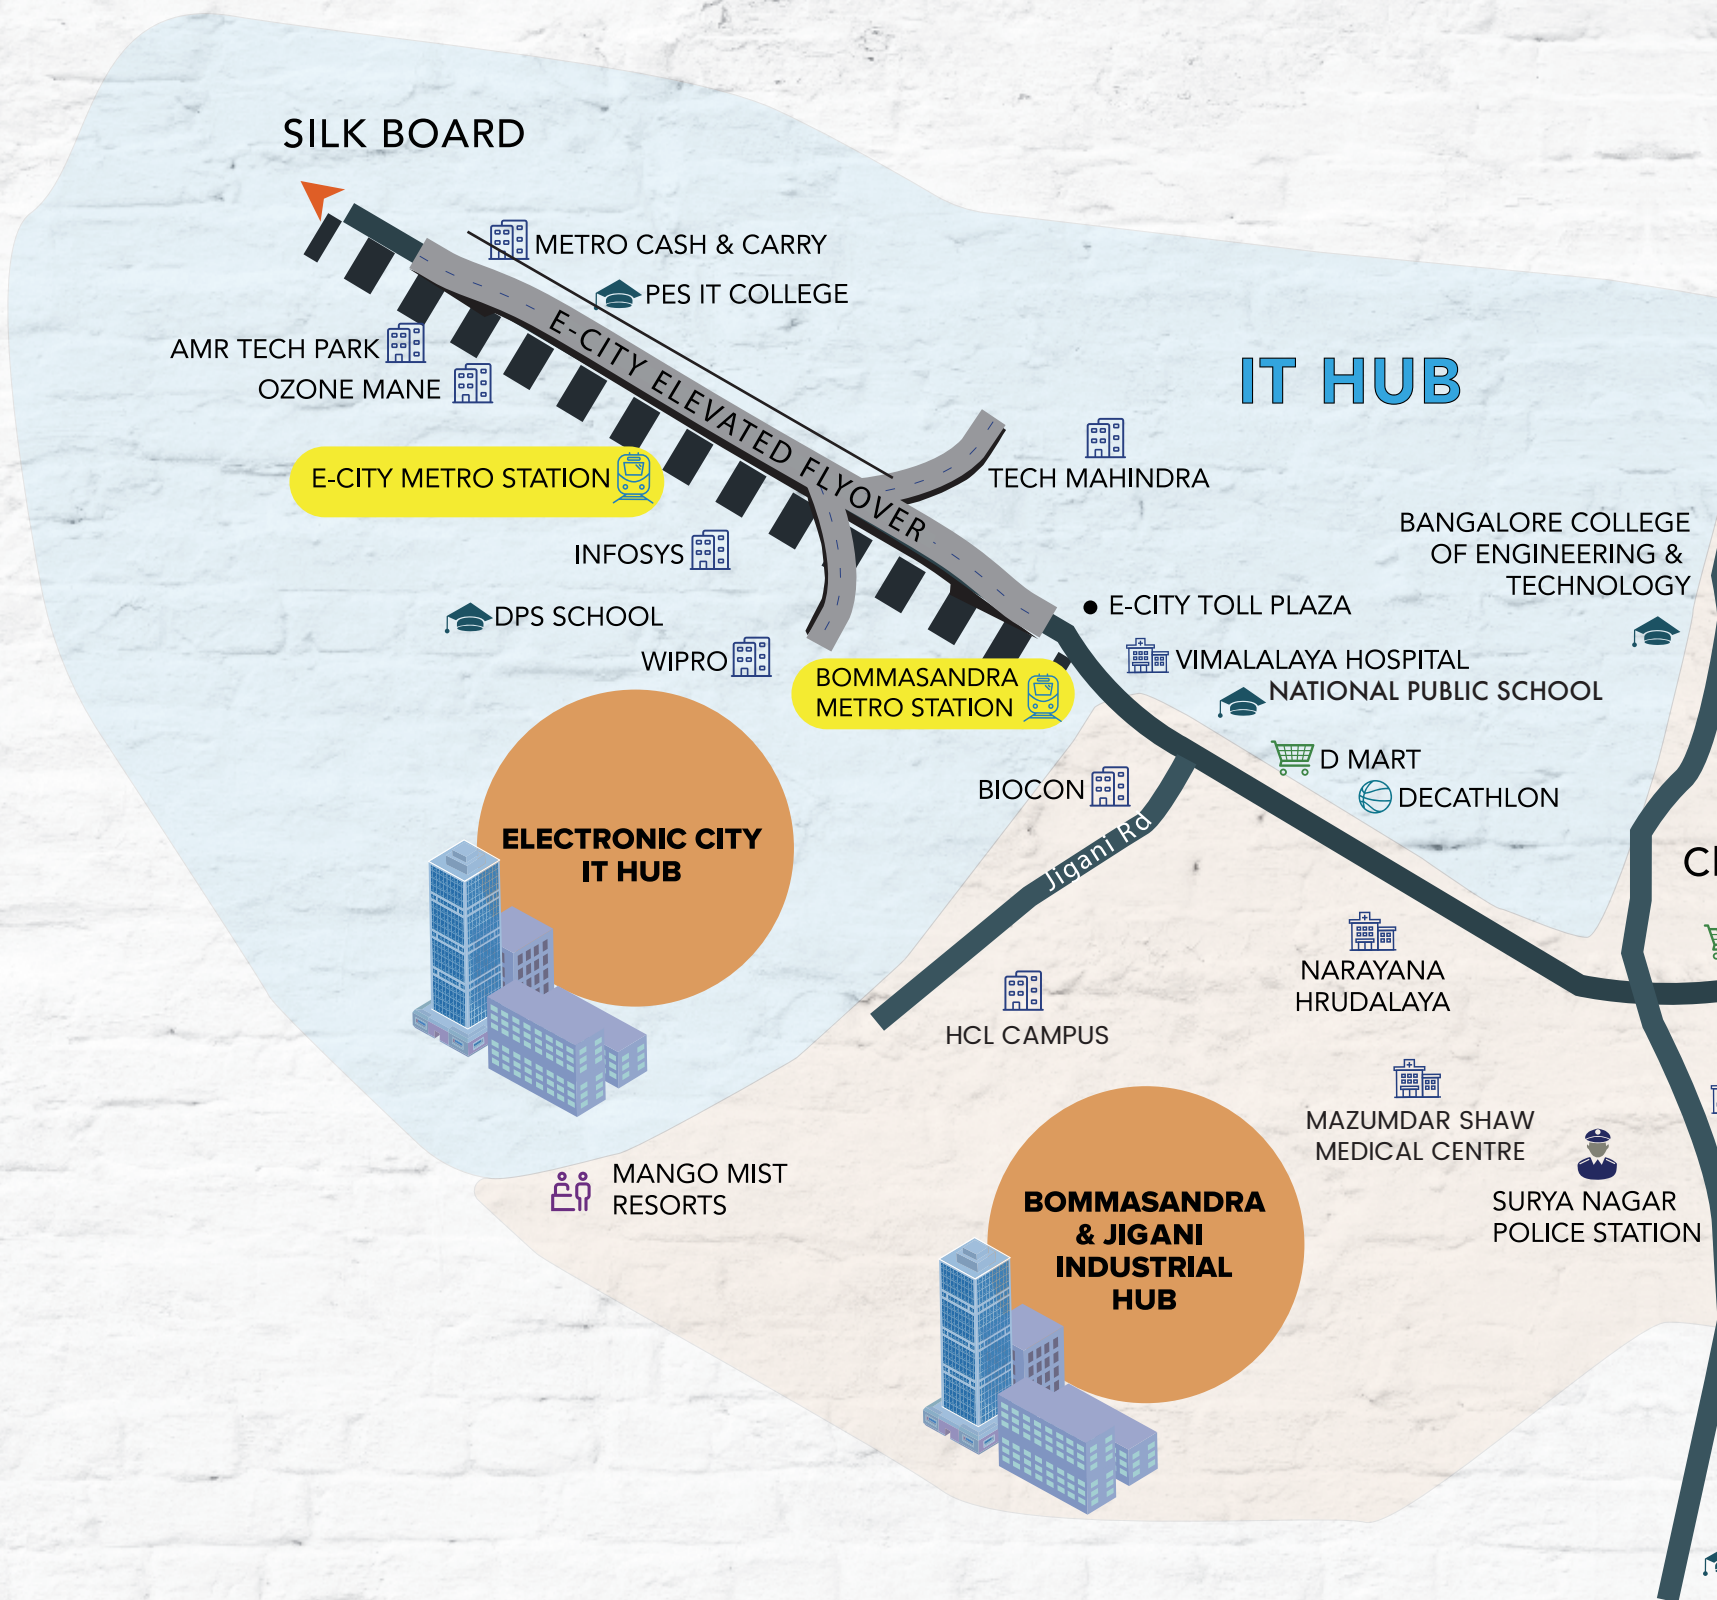 SILK BOARD
METRO CASH & CARRY
PES IT COLLEGE
E-CITY ELEVATED FLYOVER
AMR TECH PARK
OZONE MANE
IT HUB
E-CITY METRO STATION
TECH MAHINDRA
INFOSYS
BANGALORE COLLEGE
OF ENGINEERING &
TECHNOLOGY
DPS SCHOOL
E-CITY TOLL PLAZA
WIPRO
VIMALALAYA HOSPITAL
BOMMASANDRA
METRO STATION
NATIONAL PUBLIC SCHOOL
D MART
BIOCON
DECATHLON
Jigani Rd
ELECTRONIC CITY
IT HUB
NARAYANA
HRUDALAYA
HCL CAMPUS
MAZUMDAR SHAW
MEDICAL CENTRE
MANGO MIST
RESORTS
SURYA NAGAR
POLICE STATION
BOMMASANDRA
& JIGANI
INDUSTRIAL
HUB